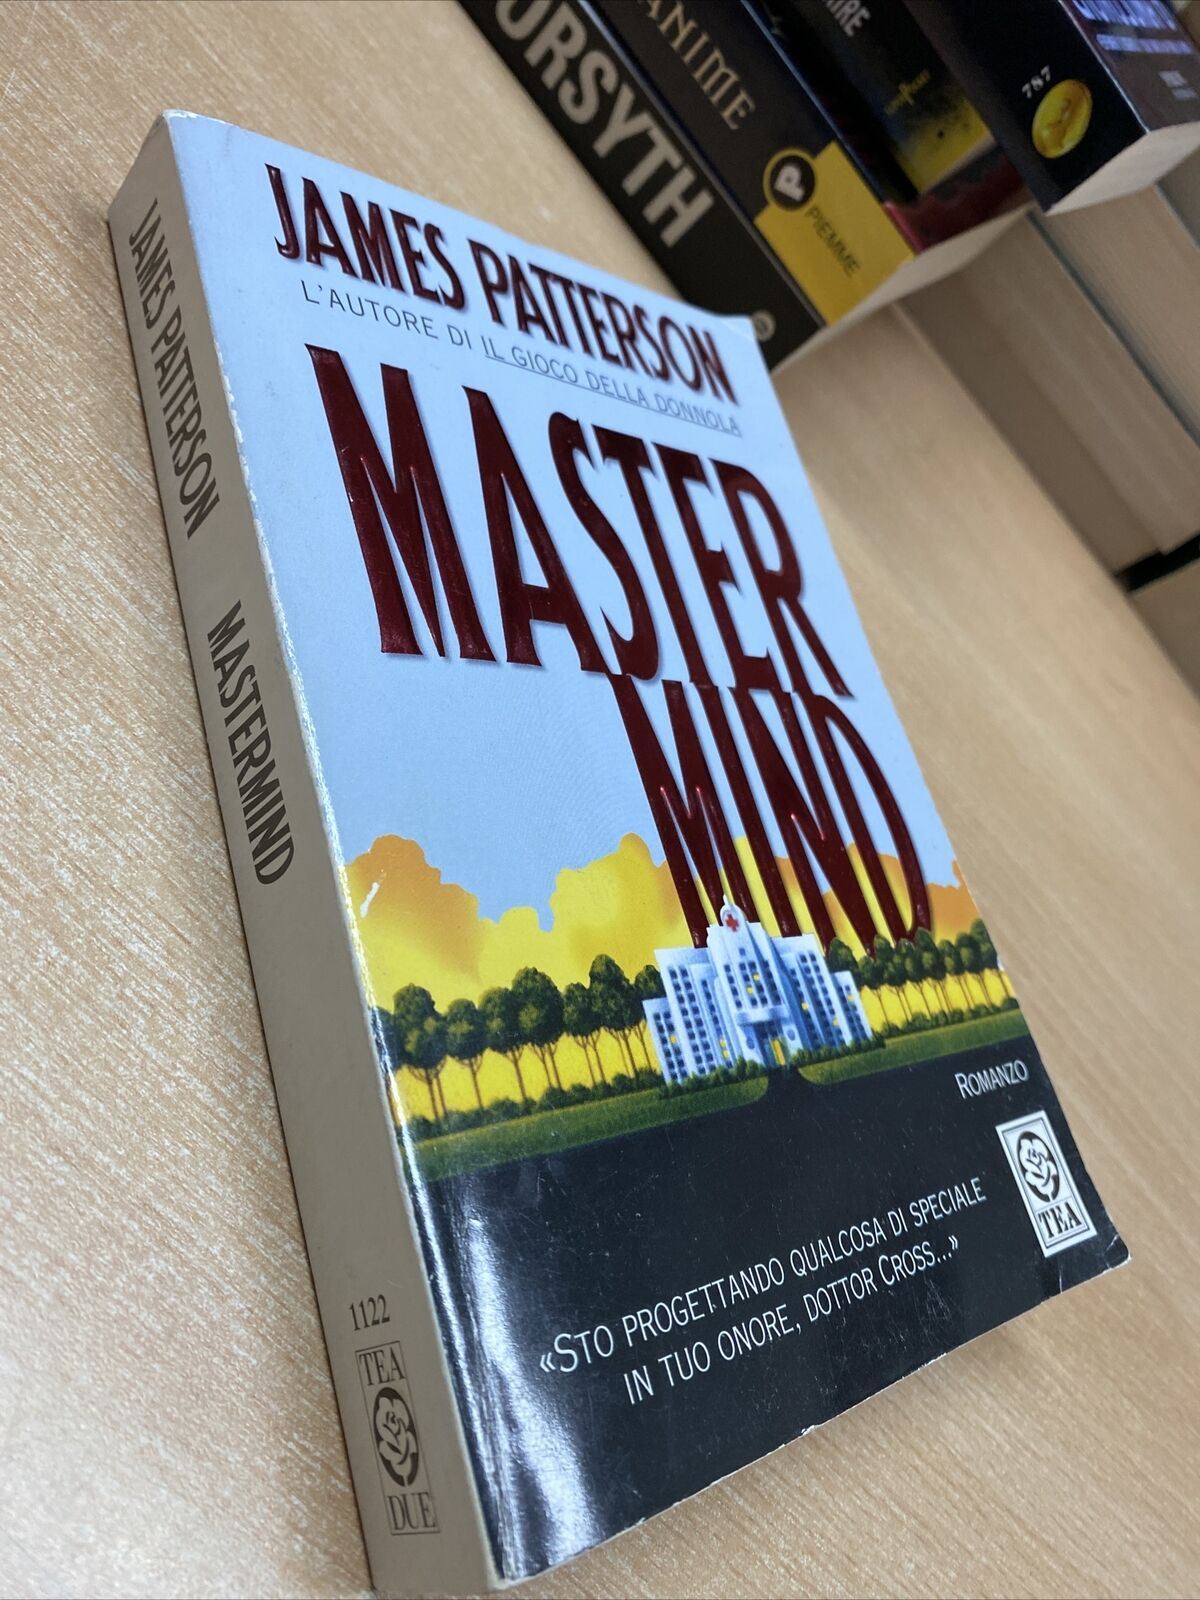 JAMES PATTERSON
L'AUTORE DI IL GIOCO DELLA DONNOLA
MASTER
MIND
ROMANZO
TEA
«STO PROGETTANDO QUALCOSA DI SPECIALE
IN TUO ONORE, DOTTOR CROSS...»
JAMES PATTERSON MASTERMIND
1122
TEA
DUE
ANIME
P
PIEMME
787